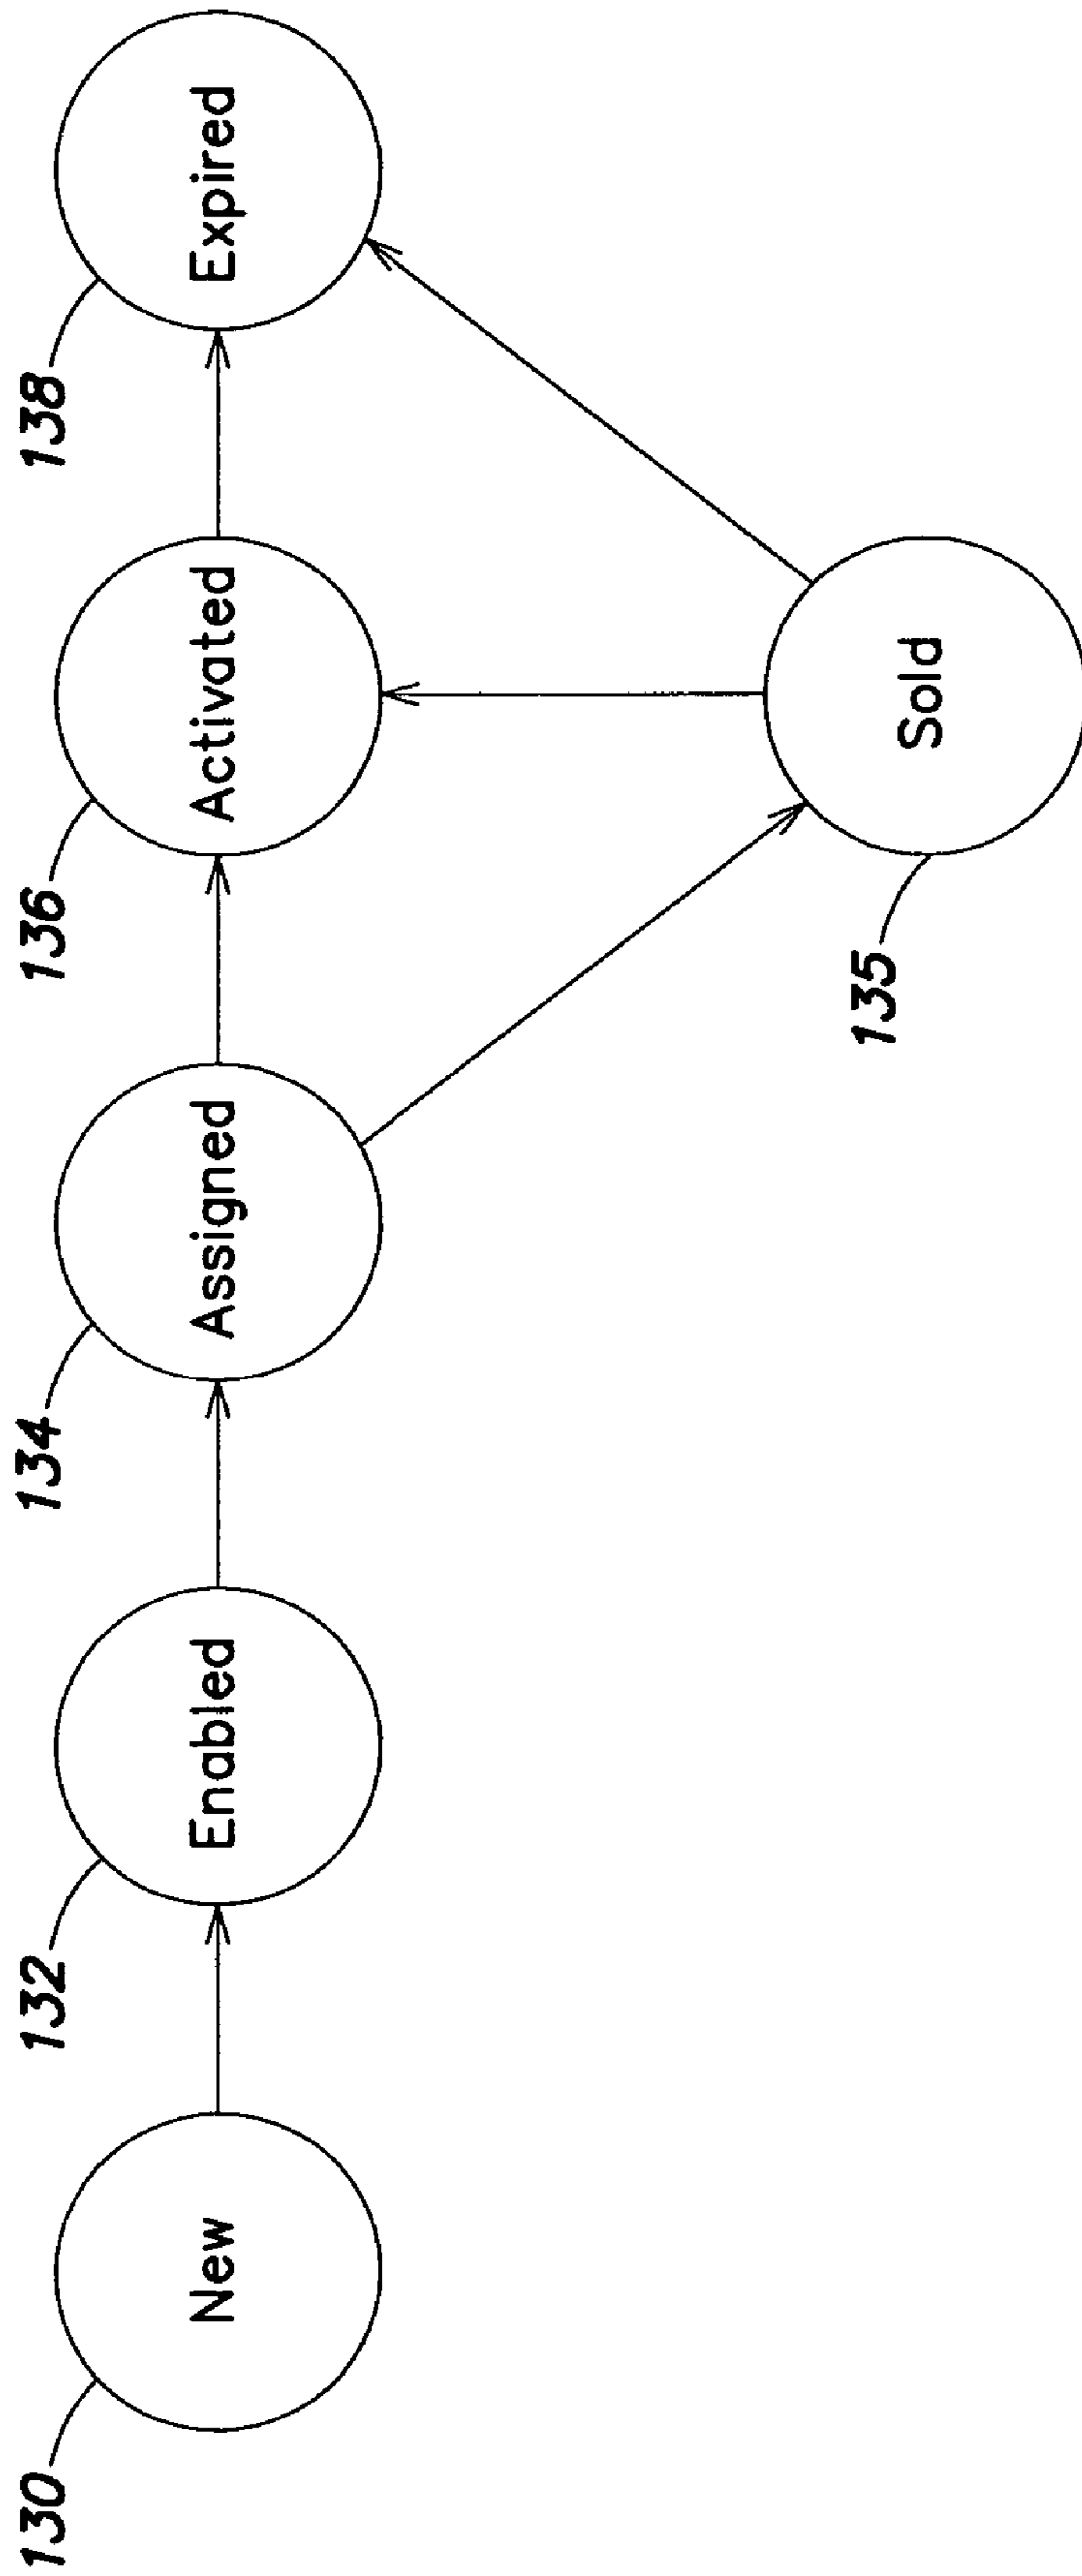 130
New
132
Enabled
134
Assigned
136
Activated
138
Expired
135
Sold